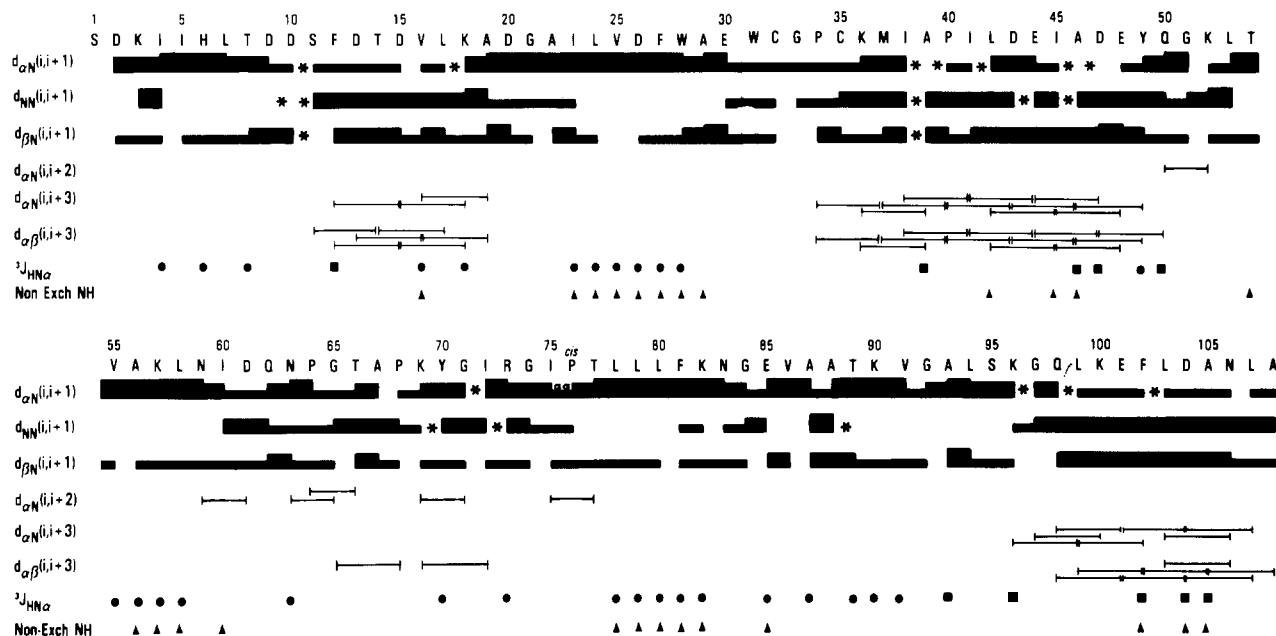 1 5 10 15 20 25 30 35 40 45 50
S D K I I H L T D D S F D T D V L K A D G A I L V D F W A E W C G P C K M I A P I L D E I A D E Y Q G K L T
dαN(i,i+1) * * * * * * * *
dNN(i,i+1) * * * * *
dβN(i,i+1) * *
dαN(i,i+2)
dαN(i,i+3)
dαβ(i,i+3)
³JHNα
Non Exch NH
55 60 65 70 75 80 85 90 95 100 105
cis
V A K L N I D Q N P G T A P K Y G I R G I P T L L L F K N G E V A A T K V G A L S K G Q L K E F L D A N L A
dαN(i,i+1) * αα * * *
dNN(i,i+1) * * *
dβN(i,i+1)
dαN(i,i+2)
dαN(i,i+3)
dαβ(i,i+3)
³JHNα
Non-Exch NH